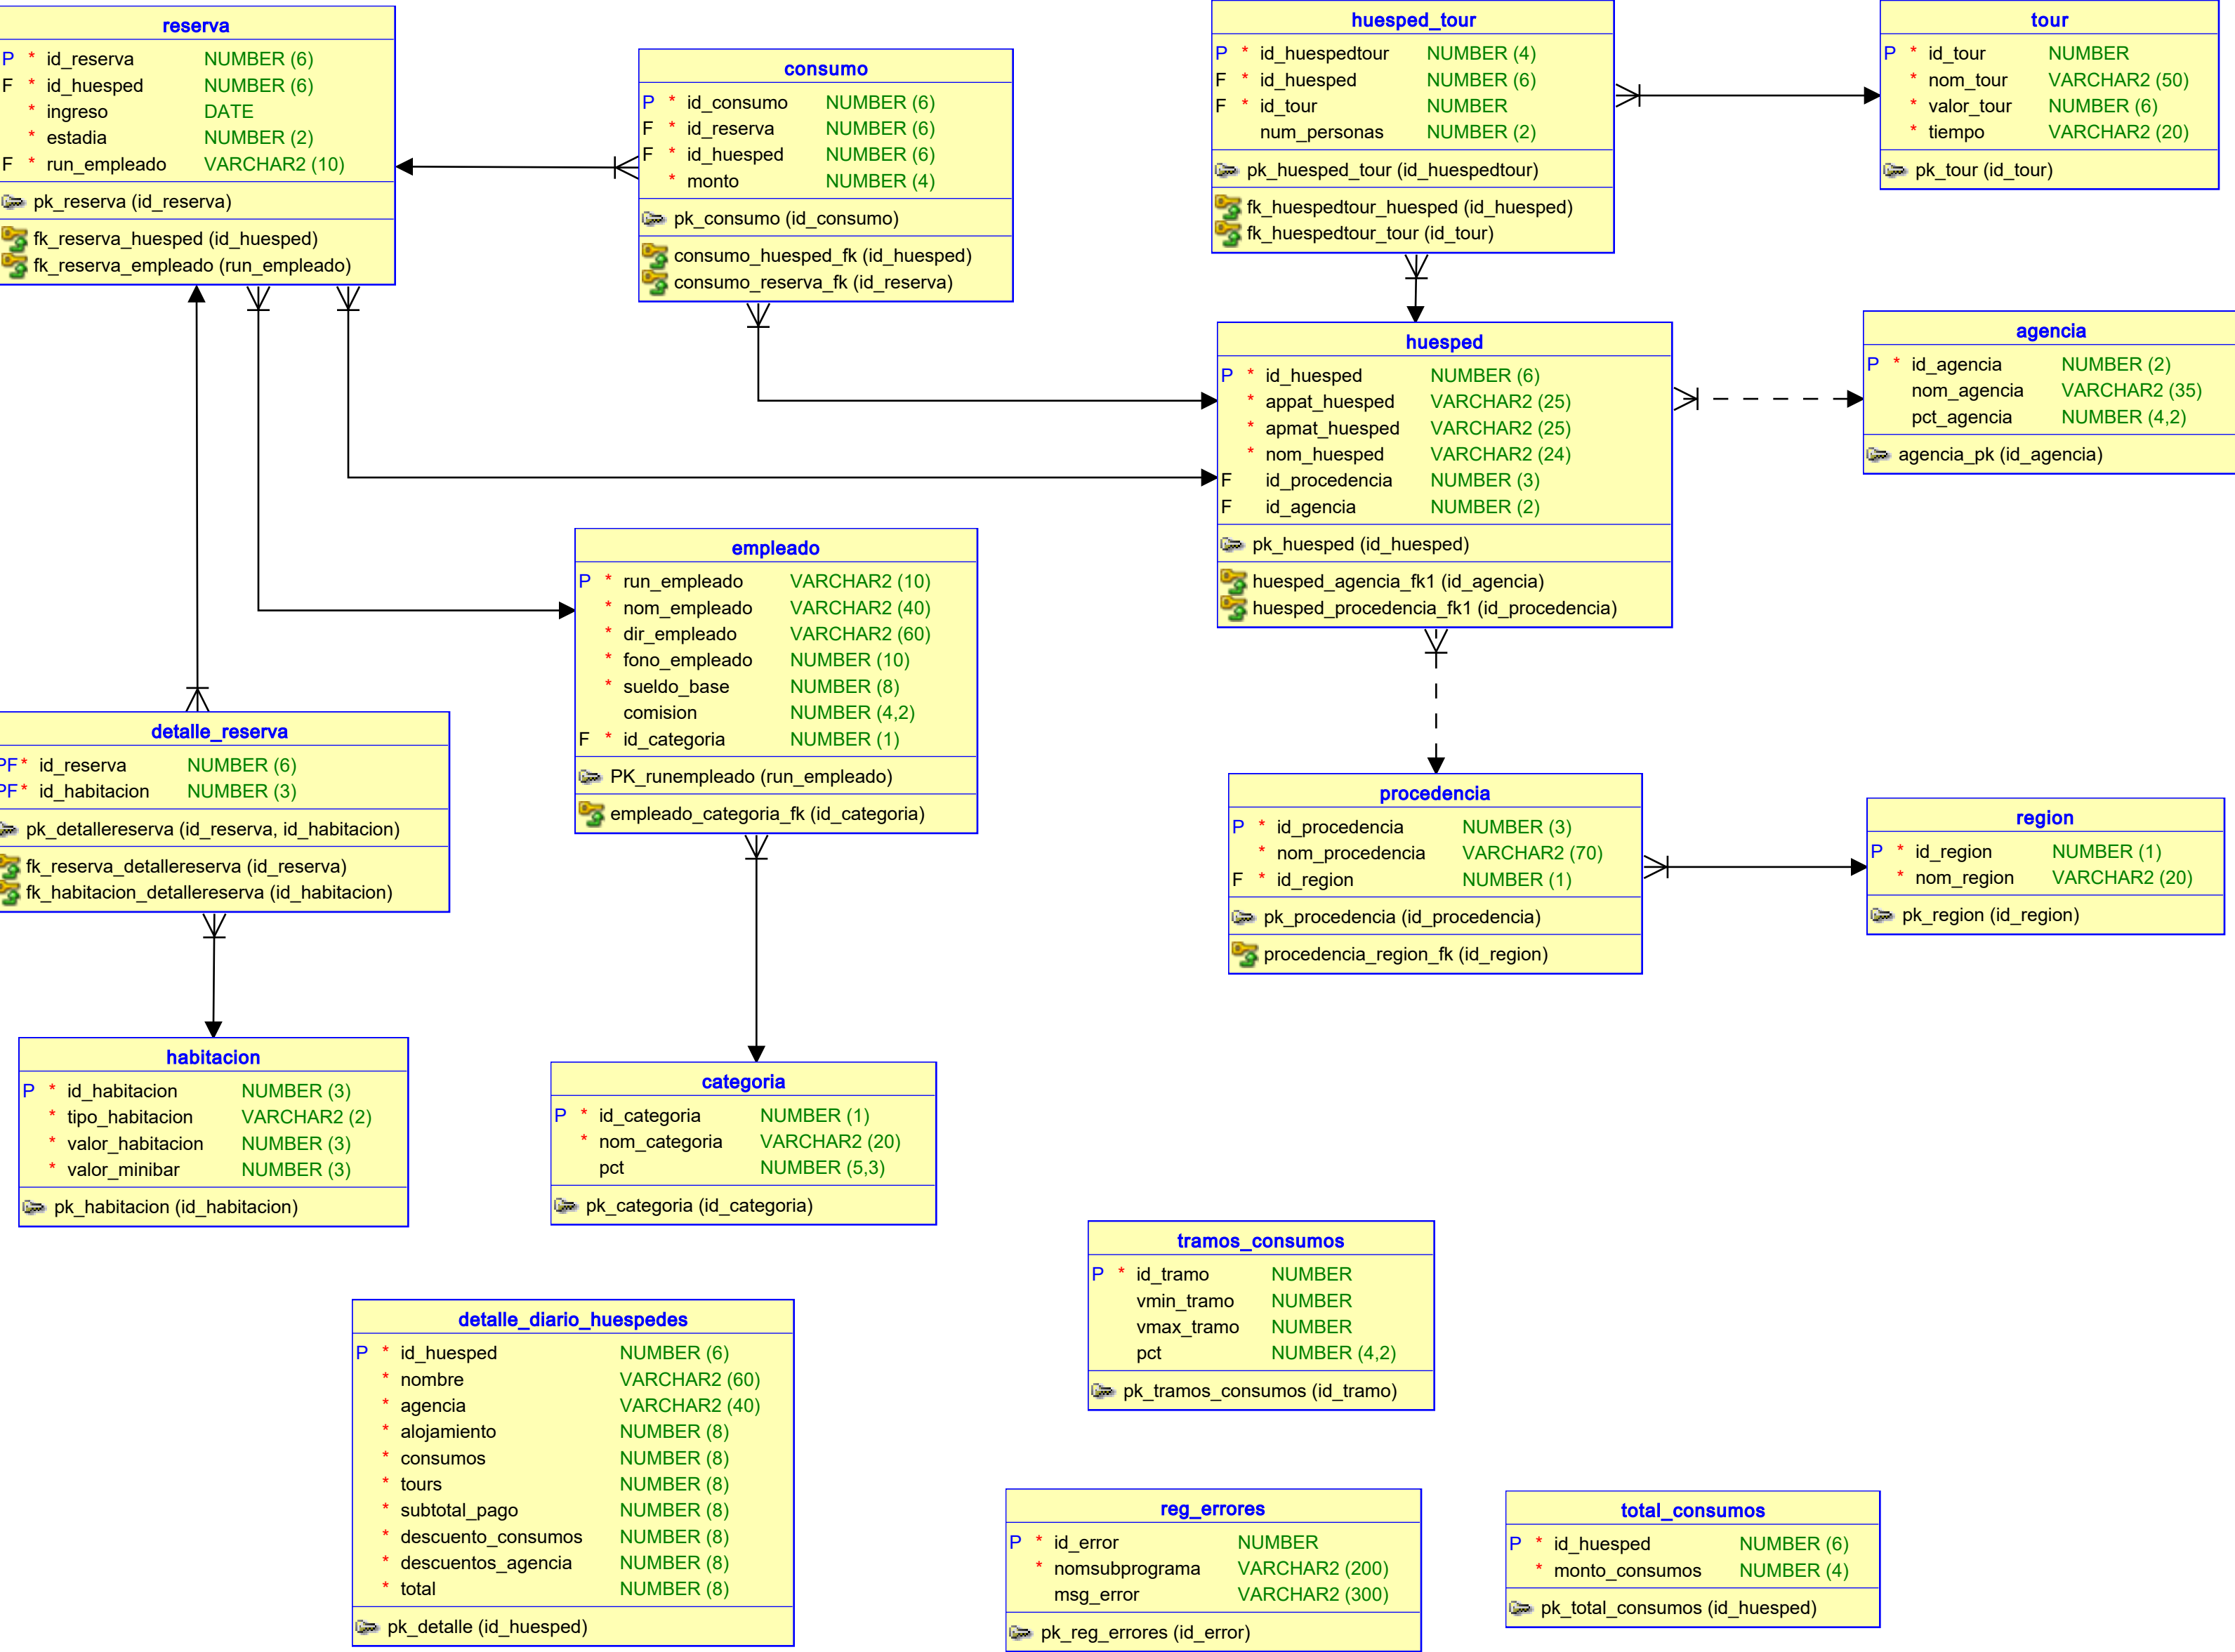 reserva
P * id_reserva NUMBER (6)
F * id_huesped NUMBER (6)
* ingreso DATE
* estadia NUMBER (2)
F * run_empleado VARCHAR2 (10)
pk_reserva (id_reserva)
fk_reserva_huesped (id_huesped)
fk_reserva_empleado (run_empleado)
consumo
P * id_consumo NUMBER (6)
F * id_reserva NUMBER (6)
F * id_huesped NUMBER (6)
* monto NUMBER (4)
pk_consumo (id_consumo)
consumo_huesped_fk (id_huesped)
consumo_reserva_fk (id_reserva)
huesped_tour
P * id_huespedtour NUMBER (4)
F * id_huesped NUMBER (6)
F * id_tour NUMBER
num_personas NUMBER (2)
pk_huesped_tour (id_huespedtour)
fk_huespedtour_huesped (id_huesped)
fk_huespedtour_tour (id_tour)
tour
P * id_tour NUMBER
* nom_tour VARCHAR2 (50)
* valor_tour NUMBER (6)
* tiempo VARCHAR2 (20)
pk_tour (id_tour)
huesped
P * id_huesped NUMBER (6)
* appat_huesped VARCHAR2 (25)
* apmat_huesped VARCHAR2 (25)
* nom_huesped VARCHAR2 (24)
F id_procedencia NUMBER (3)
F id_agencia NUMBER (2)
pk_huesped (id_huesped)
huesped_agencia_fk1 (id_agencia)
huesped_procedencia_fk1 (id_procedencia)
agencia
P * id_agencia NUMBER (2)
nom_agencia VARCHAR2 (35)
pct_agencia NUMBER (4,2)
agencia_pk (id_agencia)
empleado
P * run_empleado VARCHAR2 (10)
* nom_empleado VARCHAR2 (40)
* dir_empleado VARCHAR2 (60)
* fono_empleado NUMBER (10)
* sueldo_base NUMBER (8)
comision NUMBER (4,2)
F * id_categoria NUMBER (1)
PK_runempleado (run_empleado)
empleado_categoria_fk (id_categoria)
detalle_reserva
PF * id_reserva NUMBER (6)
PF * id_habitacion NUMBER (3)
pk_detallereserva (id_reserva, id_habitacion)
fk_reserva_detallereserva (id_reserva)
fk_habitacion_detallereserva (id_habitacion)
procedencia
P * id_procedencia NUMBER (3)
* nom_procedencia VARCHAR2 (70)
F * id_region NUMBER (1)
pk_procedencia (id_procedencia)
procedencia_region_fk (id_region)
region
P * id_region NUMBER (1)
* nom_region VARCHAR2 (20)
pk_region (id_region)
habitacion
P * id_habitacion NUMBER (3)
* tipo_habitacion VARCHAR2 (2)
* valor_habitacion NUMBER (3)
* valor_minibar NUMBER (3)
pk_habitacion (id_habitacion)
categoria
P * id_categoria NUMBER (1)
* nom_categoria VARCHAR2 (20)
pct NUMBER (5,3)
pk_categoria (id_categoria)
tramos_consumos
P * id_tramo NUMBER
vmin_tramo NUMBER
vmax_tramo NUMBER
pct NUMBER (4,2)
pk_tramos_consumos (id_tramo)
detalle_diario_huespedes
P * id_huesped NUMBER (6)
* nombre VARCHAR2 (60)
* agencia VARCHAR2 (40)
* alojamiento NUMBER (8)
* consumos NUMBER (8)
* tours NUMBER (8)
* subtotal_pago NUMBER (8)
* descuento_consumos NUMBER (8)
* descuentos_agencia NUMBER (8)
* total NUMBER (8)
pk_detalle (id_huesped)
reg_errores
P * id_error NUMBER
* nomsubprograma VARCHAR2 (200)
msg_error VARCHAR2 (300)
pk_reg_errores (id_error)
total_consumos
P * id_huesped NUMBER (6)
* monto_consumos NUMBER (4)
pk_total_consumos (id_huesped)